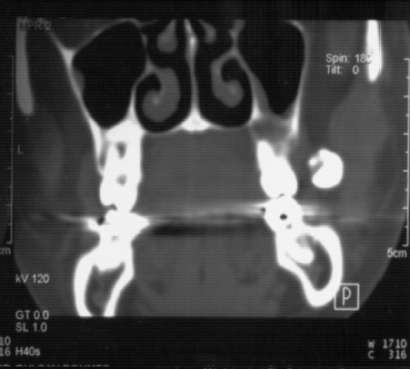 Spin: 180
Tilt: 0
L
cm
5cm
kV 120
P
GT 0.0
SL 1.0
10
16 H40s
W 1710
C 316